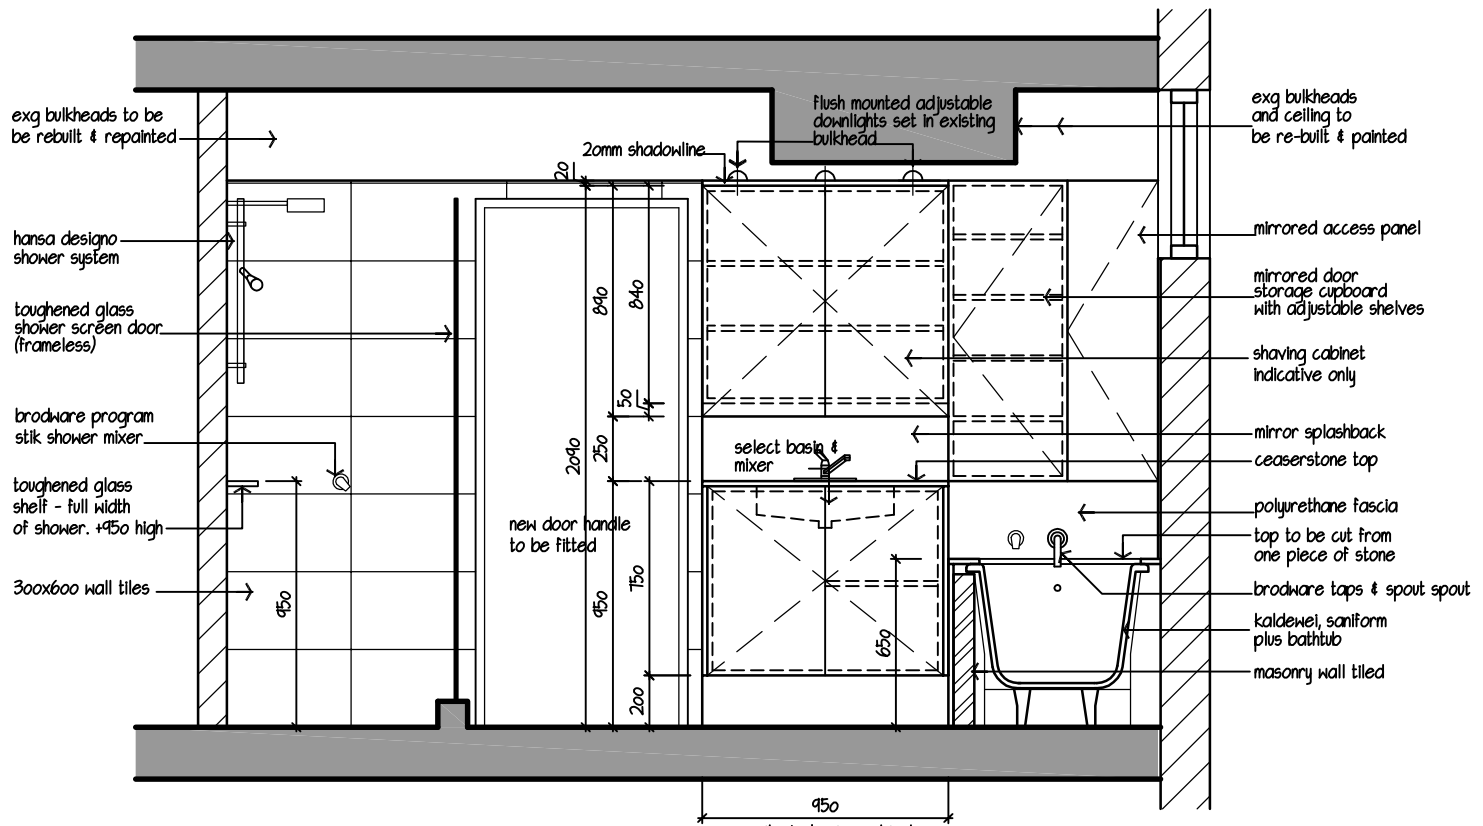 exg bulkheads to be
be rebuilt & repainted
hansa designo
shower system
toughened glass
shower screen door
(frameless)
brodware program
stik shower mixer
toughened glass
shelf - full width
of shower. +950 high
300x600 wall tiles
950
20
20mm shadowline
flush mounted adjustable
downlights set in existing
bulkhead
890
840
50
2090
250
select basin &
mixer
new door handle
to be fitted
950
750
200
650
950
exg bulkheads
and ceiling to
be re-built & painted
mirrored access panel
mirrored door
storage cupboard
with adjustable shelves
shaving cabinet
indicative only
mirror splashback
ceaserstone top
polyurethane fascia
top to be cut from
one piece of stone
brodware taps & spout spout
kaldewei, saniform
plus bathtub
masonry wall tiled